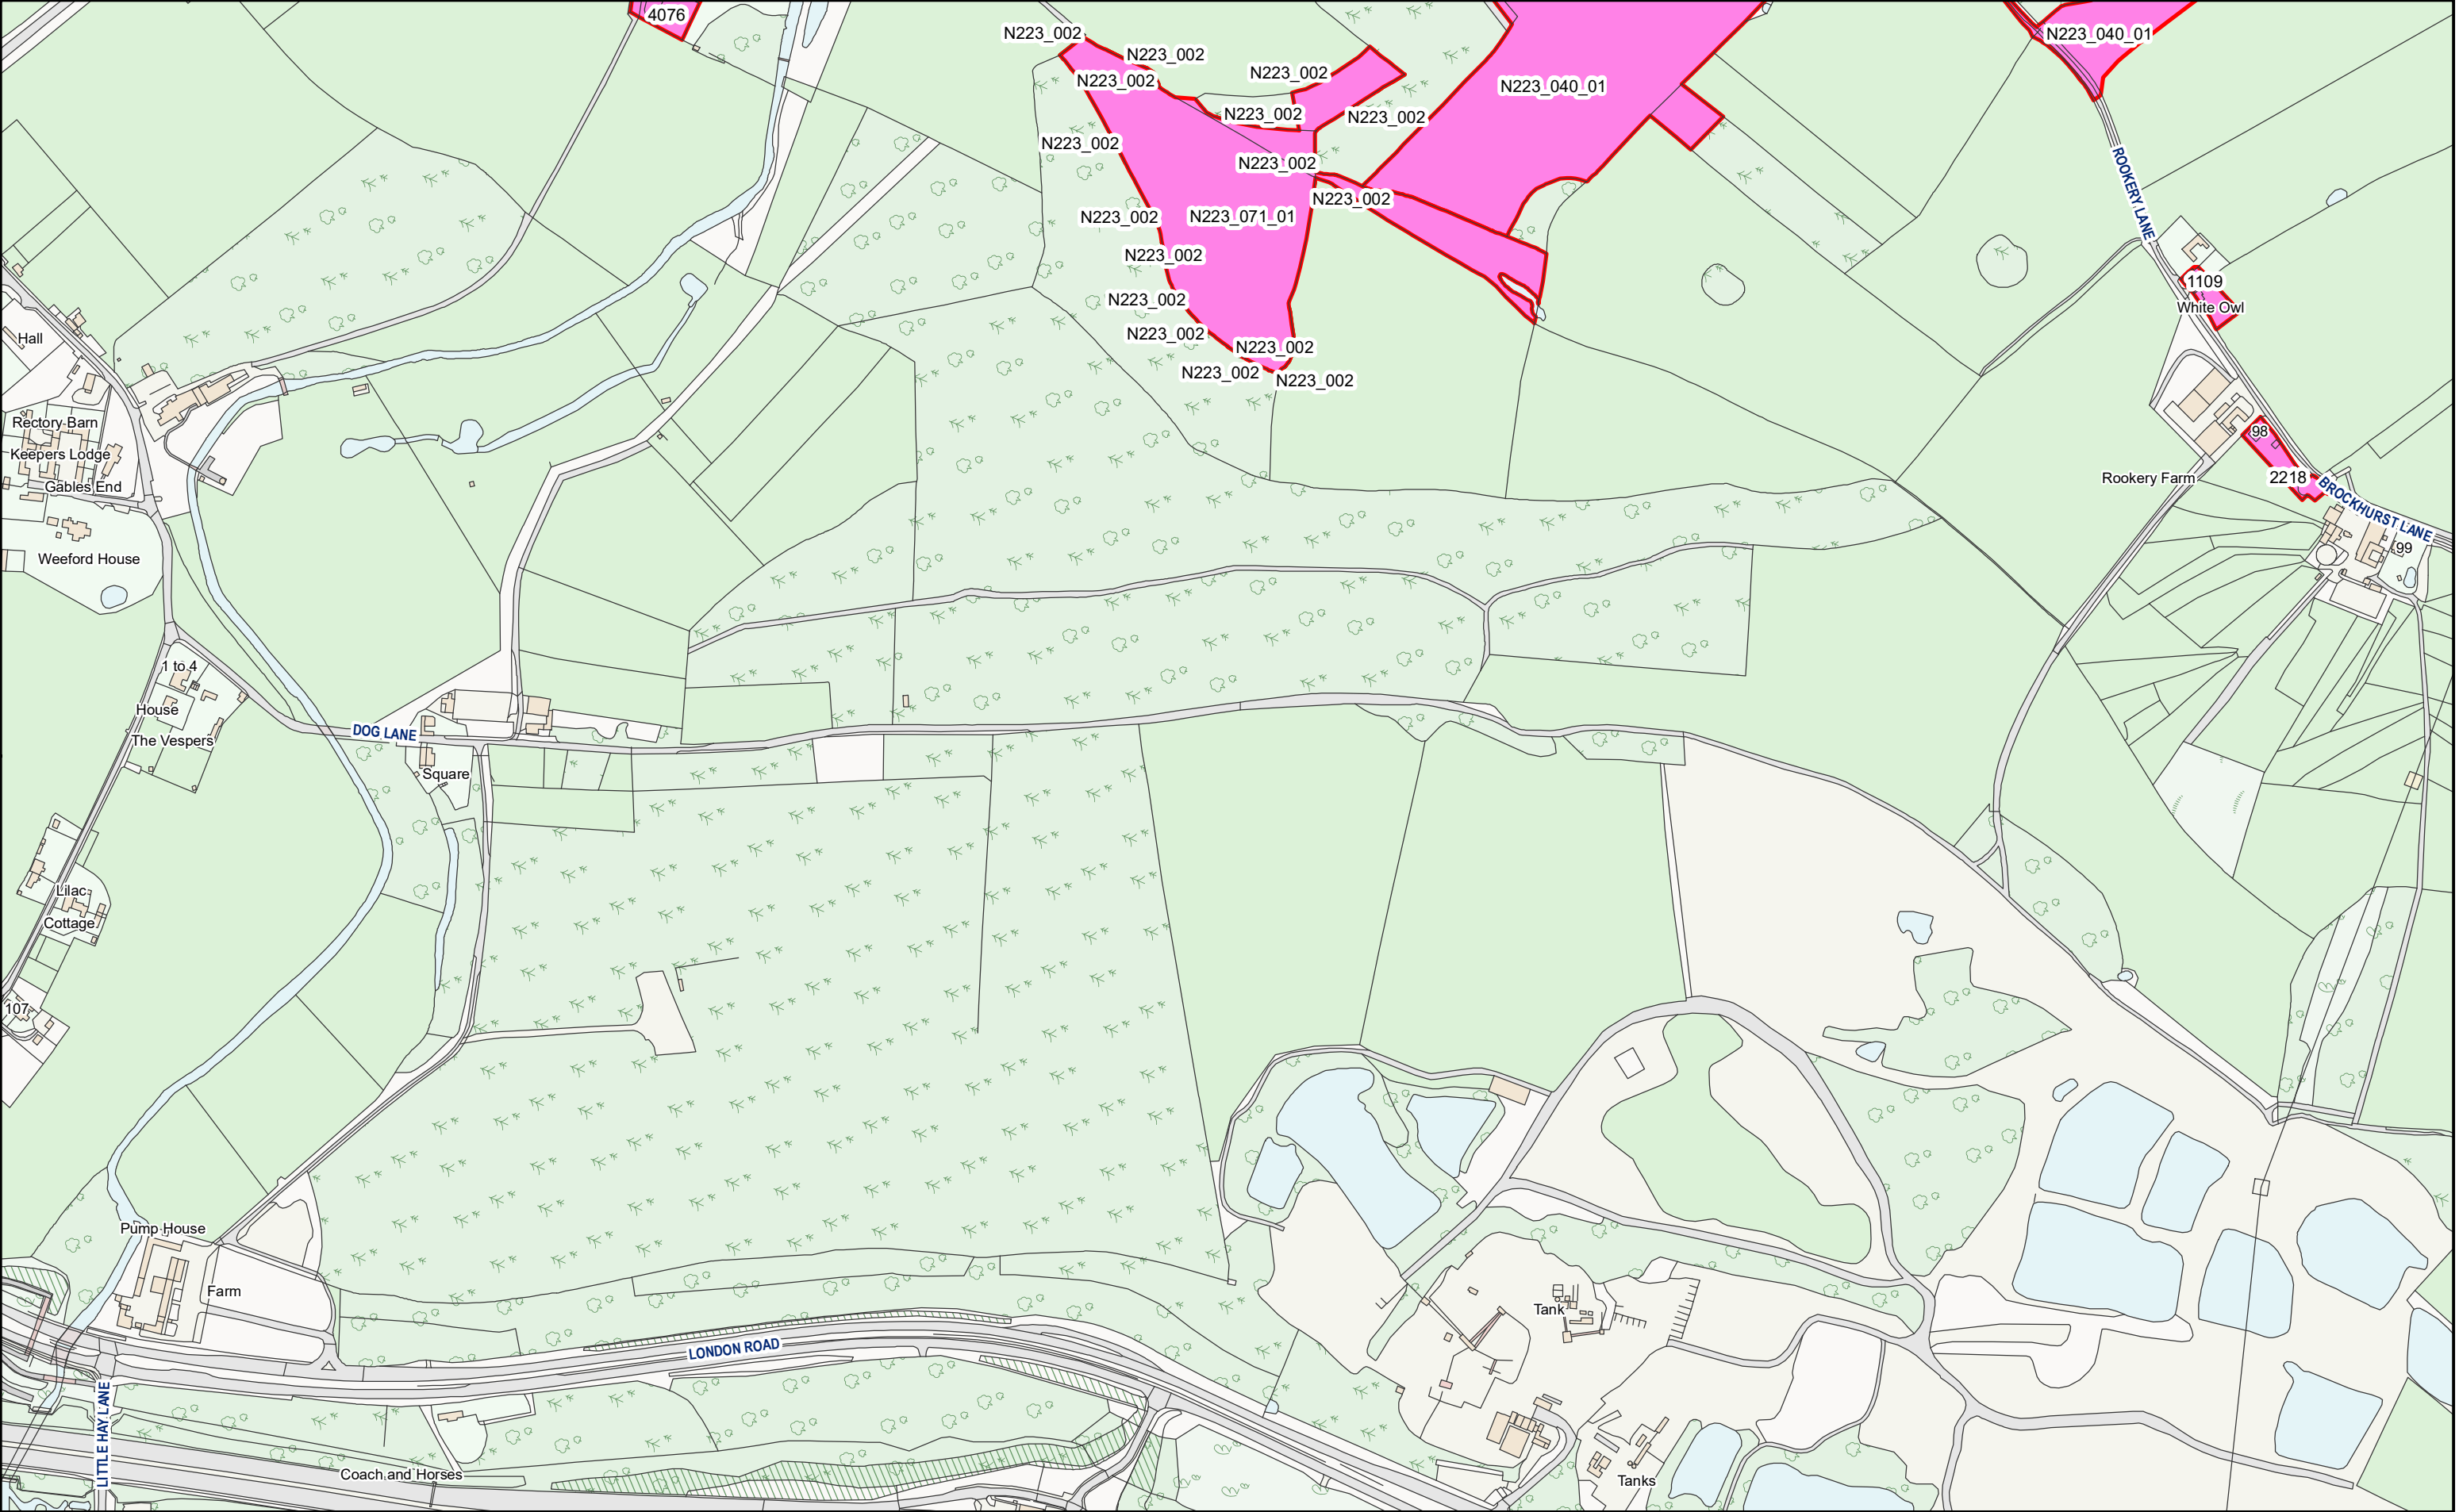 4076
N223_002
N223_040_01
N223_002
N223_002
N223_002
N223_040_01
N223_002
N223_002
N223_002
ROOKERY LANE
N223_002
N223_002
N223_002
N223_071_01
N223_002
1109
N223_002
White Owl
N223_002
Hall
N223_002
N223_002
N223_002
Rectory Barn
98
Keepers Lodge
Rookery Farm
2218
Gables End
BROCKHURST LANE
99
Weeford House
1 to 4
House
DOG LANE
The Vespers
Square
Lilac
Cottage
107
Pump House
Farm
Tank
LONDON ROAD
LITTLE HAY LANE
Coach and Horses
Tanks